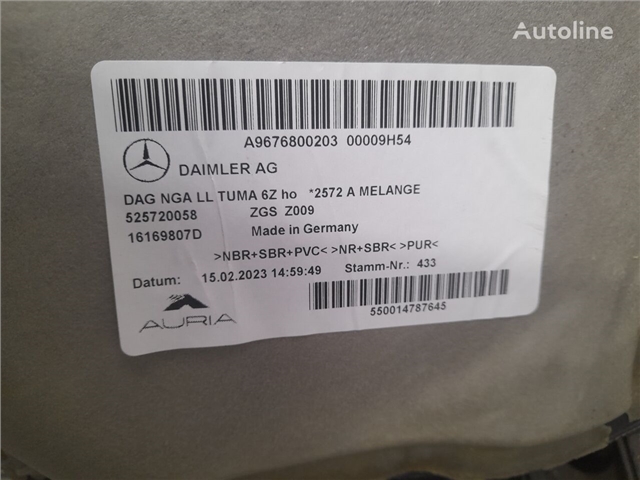 Autoline
A9676800203 00009H54
DAIMLER AG
DAG NGA LL TUMA 6Z ho *2572 A MELANGE
525720058 ZGS Z009
16169807D Made in Germany
>NBR+SBR+PVC< >NR+SBR< >PUR<
Datum: 15.02.2023 14:59:49 Stamm-Nr.: 433
AURIA
550014787645